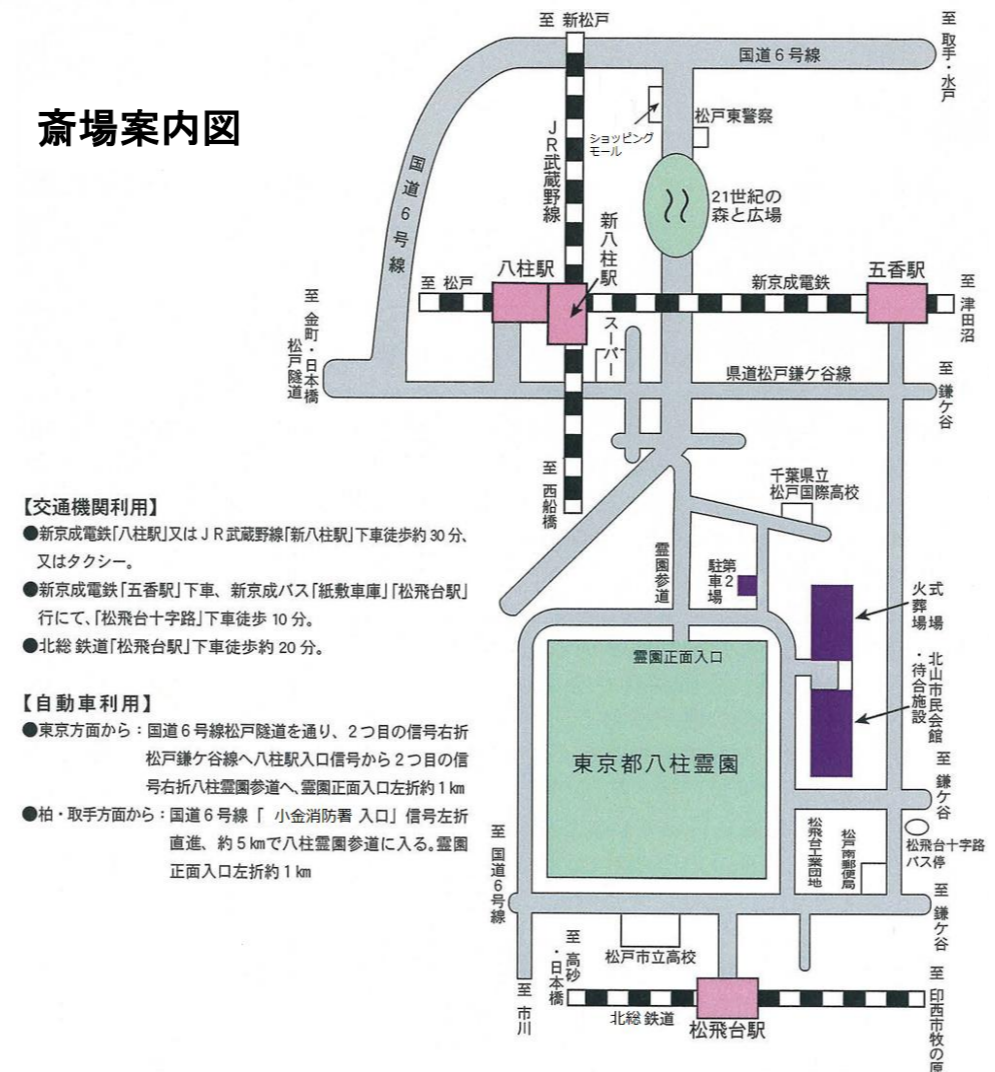 斎場案内図
至 新松戸
国道6号線
至 取手・水戸
ショッピング
モール
松戸東警察
JR武蔵野線
国道6号線
21世紀の
森と広場
新八柱駅
八柱駅
五香駅
至 松戸
新京成電鉄
至 津田沼
至 金町・日本橋
松戸隧道
スーパー
県道松戸鎌ケ谷線
至 鎌ケ谷
至 西船橋
千葉県立
松戸国際高校
【交通機関利用】
●新京成電鉄「八柱駅」又はJR武蔵野線「新八柱駅」下車徒歩約30分、
又はタクシー。
●新京成電鉄「五香駅」下車、新京成バス「紙敷車庫」「松飛台駅」
行にて、「松飛台十字路」下車徒歩10分。
●北総鉄道「松飛台駅」下車徒歩約20分。
【自動車利用】
●東京方面から：国道6号線松戸隧道を通り、2つ目の信号右折
松戸鎌ケ谷線へ八柱駅入口信号から2つ目の信
号右折八柱霊園参道へ、霊園正面入口左折約1km
●柏・取手方面から：国道6号線「 小金消防署 入口」信号左折
直進、約5kmで八柱霊園参道に入る。霊園
正面入口左折約1km
霊園参道
第2
駐車場
式場
火葬場
霊園正面入口
北山市民会館
・待合施設
東京都八柱霊園
至 鎌ケ谷
松飛台十字路
バス停
松飛台工業団地
松戸南郵便局
至 国道6号線
至 鎌ケ谷
松戸市立高校
至 高砂
・日本橋
至 市川
北総鉄道
松飛台駅
至 印西市牧の原